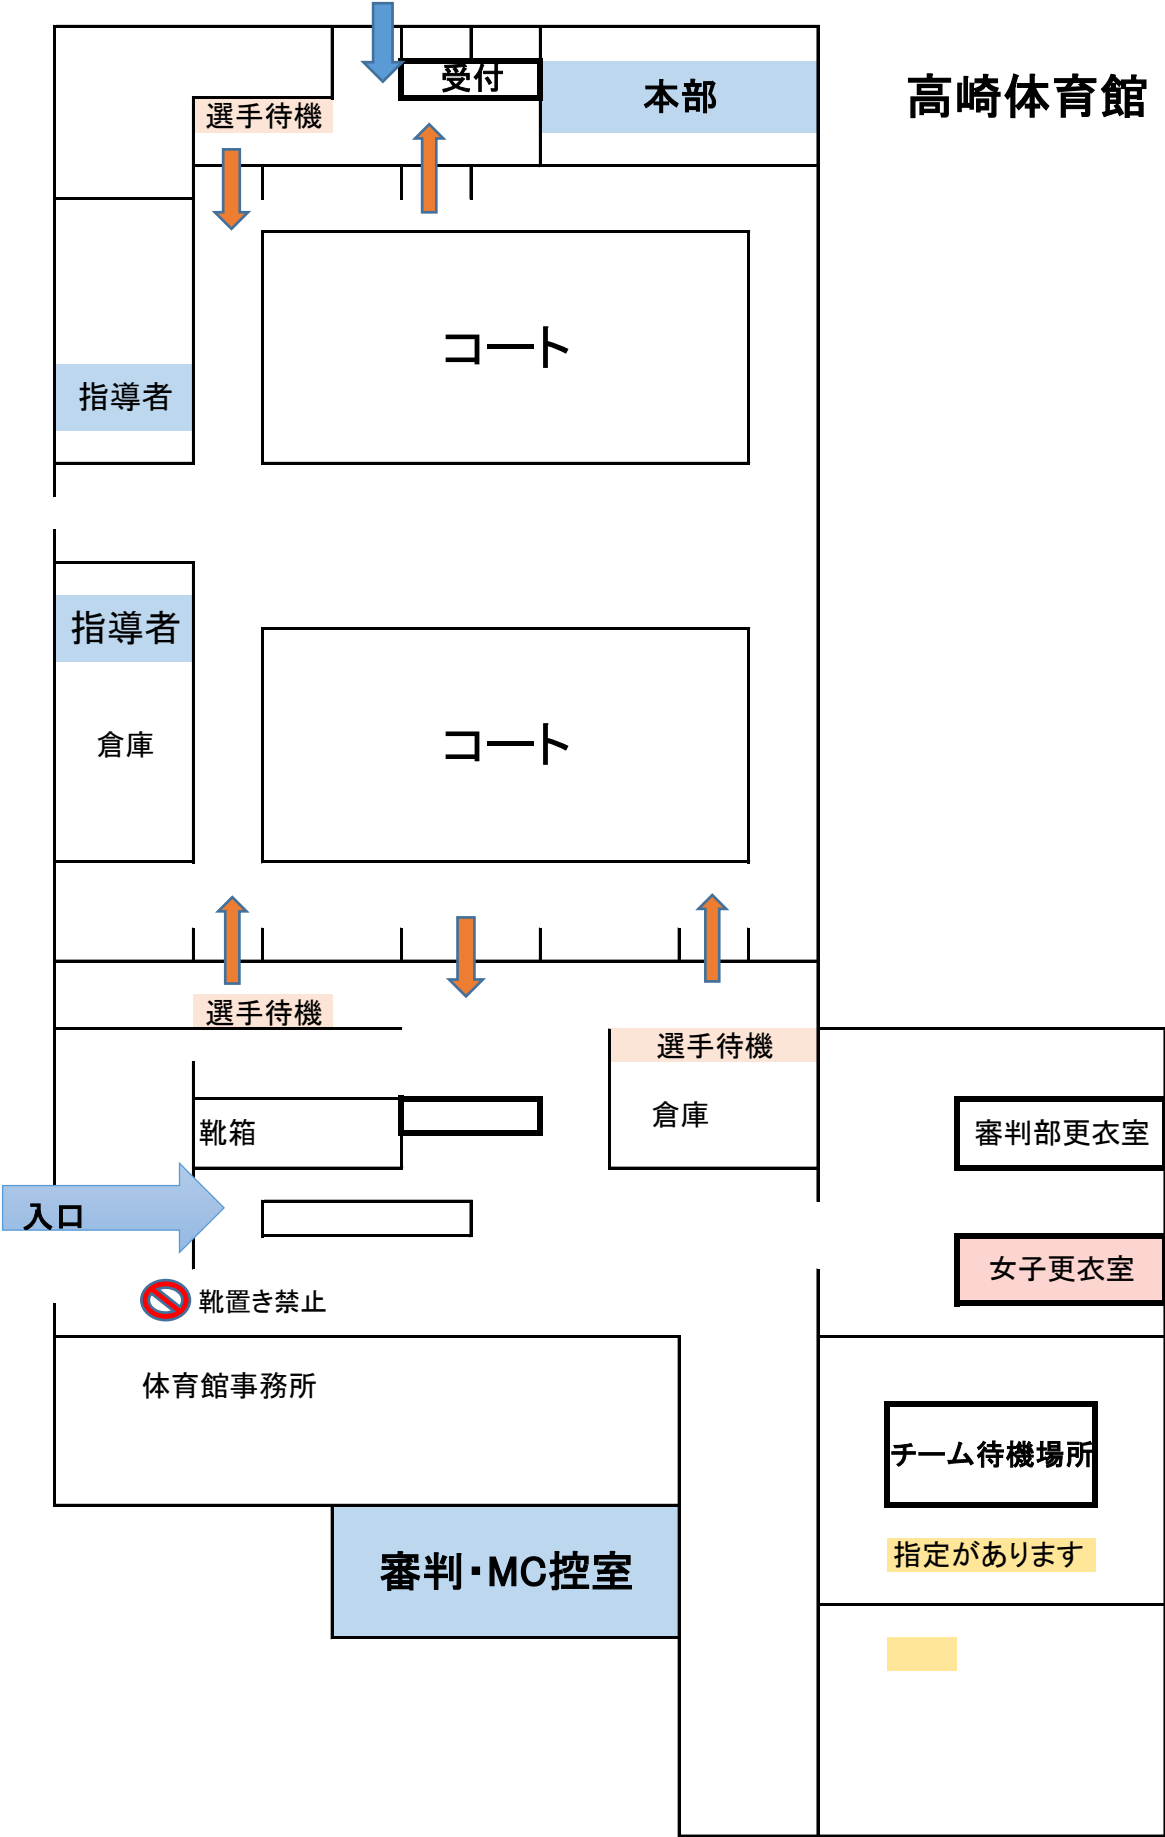 受付
本部
高崎体育館
選手待機
コート
指導者
指導者
コート
倉庫
選手待機
選手待機
倉庫
靴箱
審判部更衣室
入口
女子更衣室
靴置き禁止
体育館事務所
チーム待機場所
指定があります
審判・MC控室